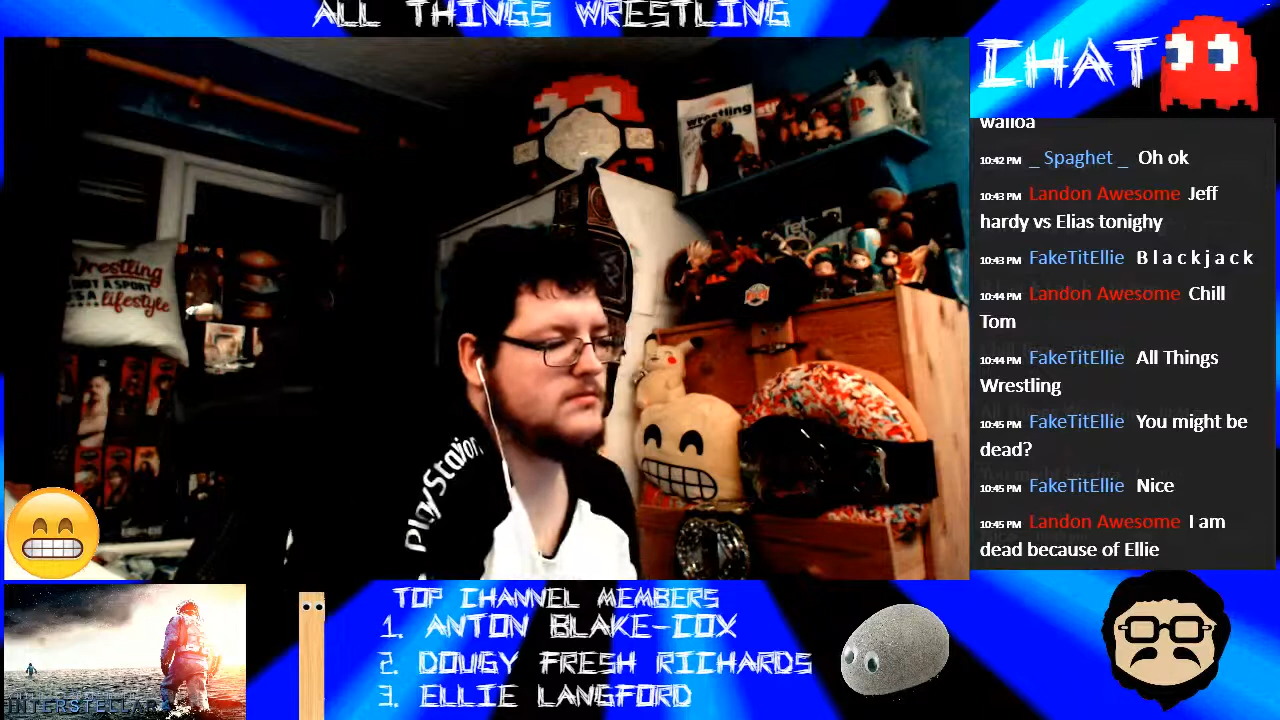 ALL THINGS WRESTLING
CHAT
walloa
10:42 PM _ Spaghet _ Oh ok
10:43 PM Landon Awesome Jeff
hardy vs Elias tonighy
10:43 PM FakeTitEllie B l a c k j a c k
10:44 PM Landon Awesome Chill
Tom
10:44 PM FakeTitEllie All Things
Wrestling
10:45 PM FakeTitEllie You might be
dead?
10:45 PM FakeTitEllie Nice
10:45 PM Landon Awesome I am
dead because of Ellie
wrestling
Wrestling
NOT A SPORT
IT'S A lifestyle
PlayStation
TOP CHANNEL MEMBERS
1. ANTON BLAKE-COX
2. DOUGY FRESH RICHARDS
3. ELLIE LANGFORD
INTERSTELLAR